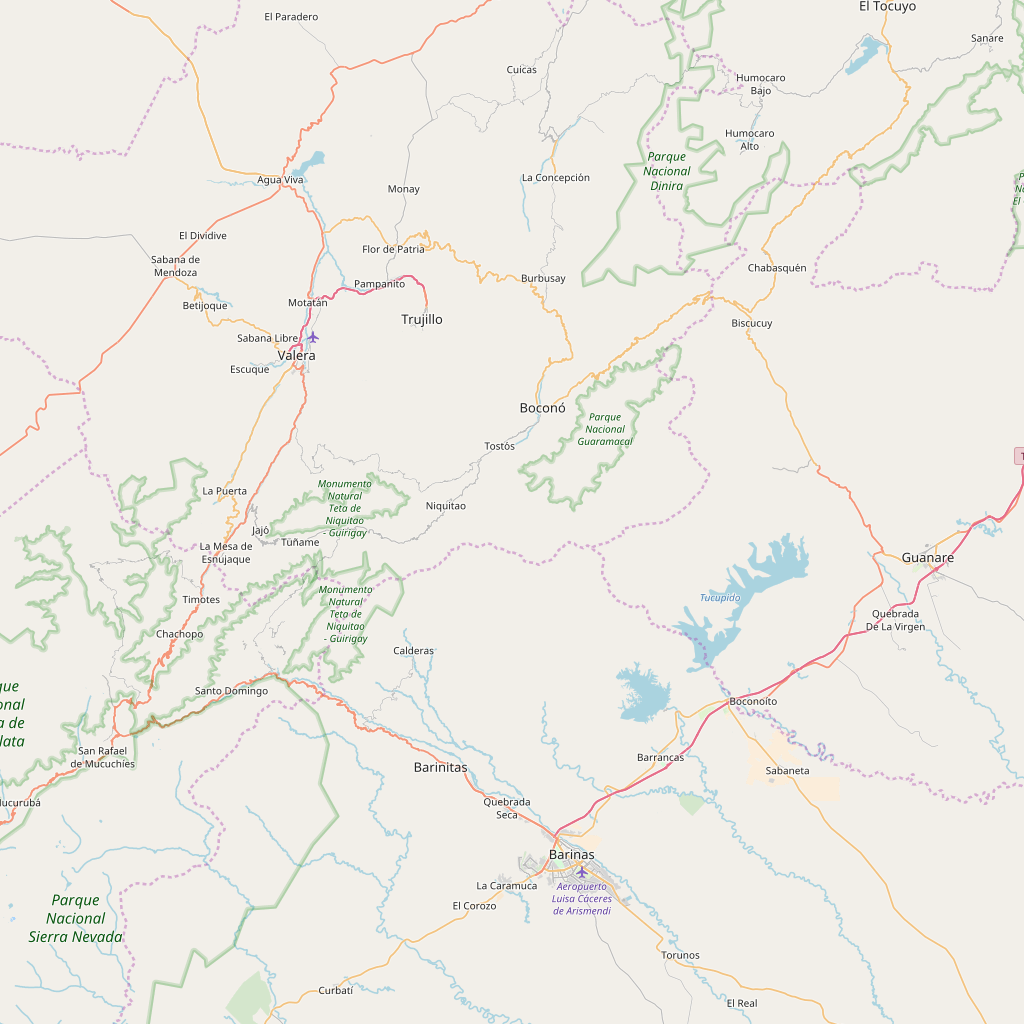 El Paradero
El Tocuyo
Sanare
Cuicas
Humocaro
Bajo
Humocaro
Alto
Parque
Nacional
Dinira
La Concepción
Agua Viva
Monay
El Dividive
Flor de Patria
Sabana de
Mendoza
Chabasquén
Burbusay
Pampanito
Betijoque
Motatán
Trujillo
Biscucuy
Sabana Libre
Valera
Escuque
Boconó
Parque
Nacional
Guaramacal
Tostós
La Puerta
Monumento
Natural
Teta de
Niquitao
- Guirigay
Niquitao
Jajó
Tuñame
La Mesa de
Esnujaque
Guanare
Timotes
Monumento
Natural
Teta de
Niquitao
- Guirigay
Tucupido
Quebrada
De La Virgen
Chachopo
Calderas
Santo Domingo
Boconoíto
San Rafael
de Mucuchíes
Barrancas
Sabaneta
Barinitas
Quebrada
Seca
Barinas
La Caramuca
Aeropuerto
Luisa Cáceres
de Arismendi
El Corozo
Parque
Nacional
Sierra Nevada
Torunos
Curbatí
El Real